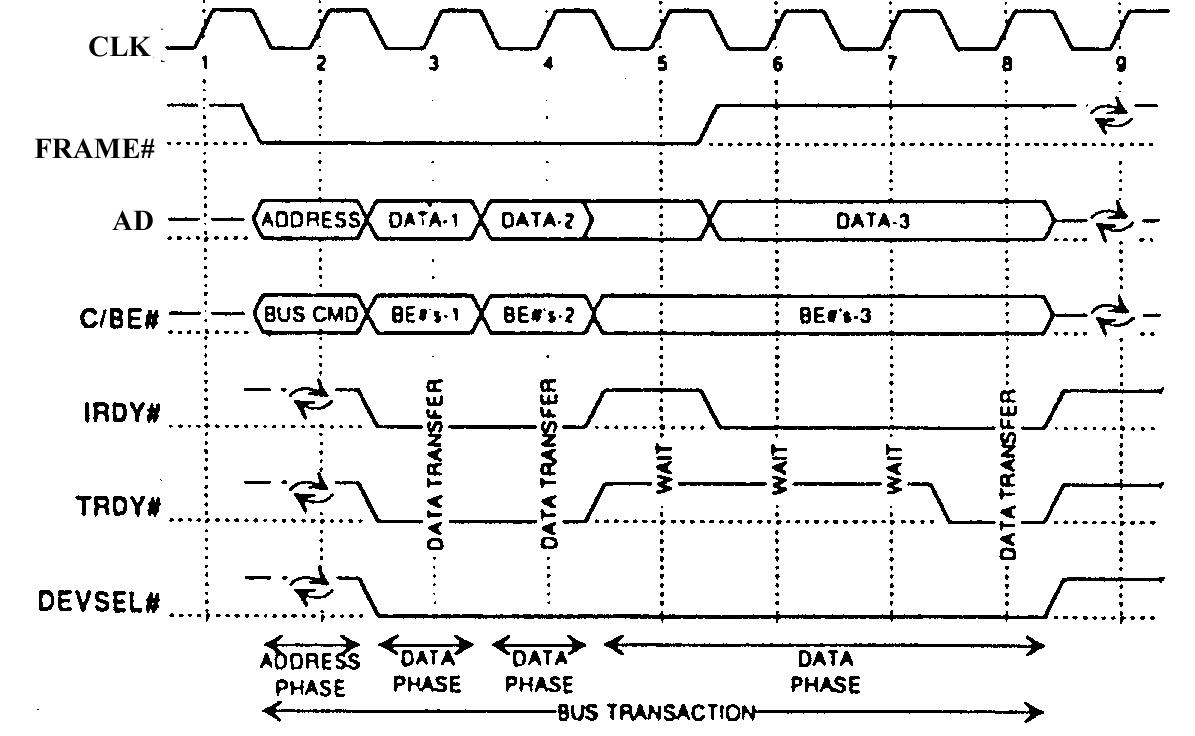 CLK
1 2 3 4 5 6 7 8 9
FRAME#
AD ADDRESS DATA-1 DATA-2 DATA-3
C/BE# BUS CMD BE#'s-1 BE#'s-2 BE#'s-3
IRDY#
DATA TRANSFER
DATA TRANSFER
WAIT
WAIT
WAIT
DATA TRANSFER
TRDY#
DEVSEL#
ADDRESS PHASE
DATA PHASE
DATA PHASE
DATA PHASE
BUS TRANSACTION